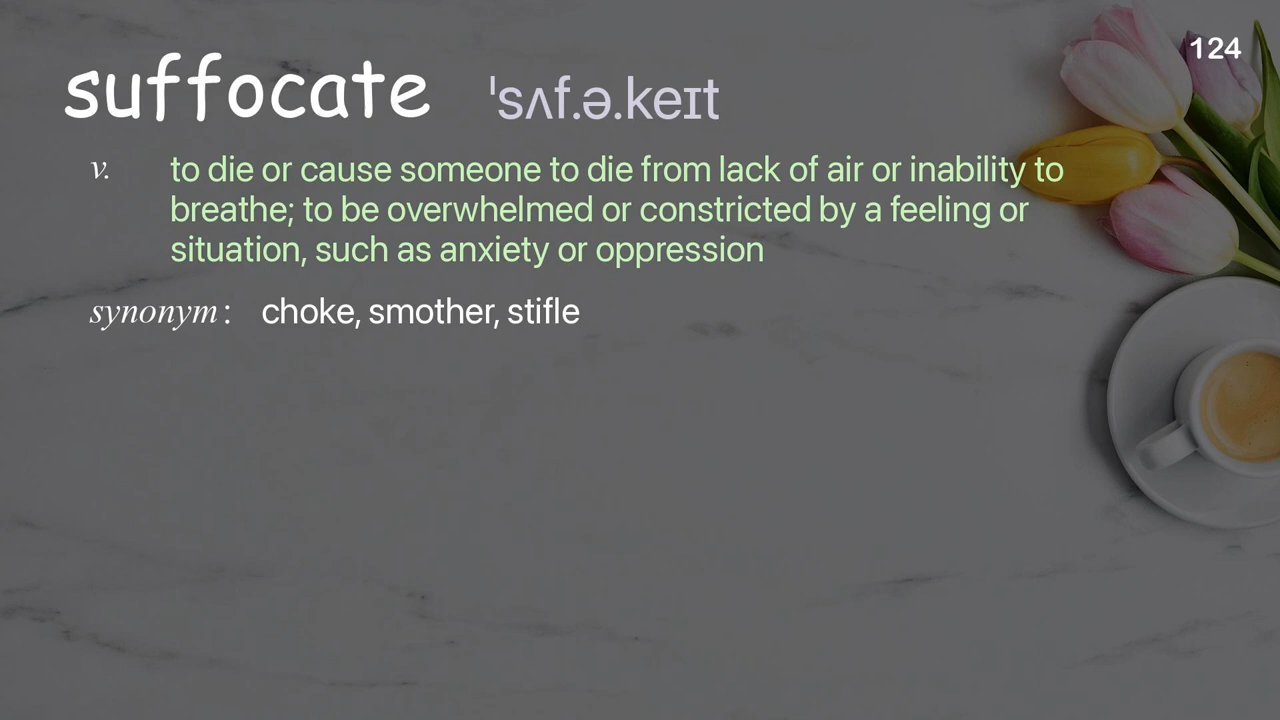 124
suffocate ˈsʌf.ə.keɪt
v. to die or cause someone to die from lack of air or inability to
breathe; to be overwhelmed or constricted by a feeling or
situation, such as anxiety or oppression
synonym: choke, smother, stifle